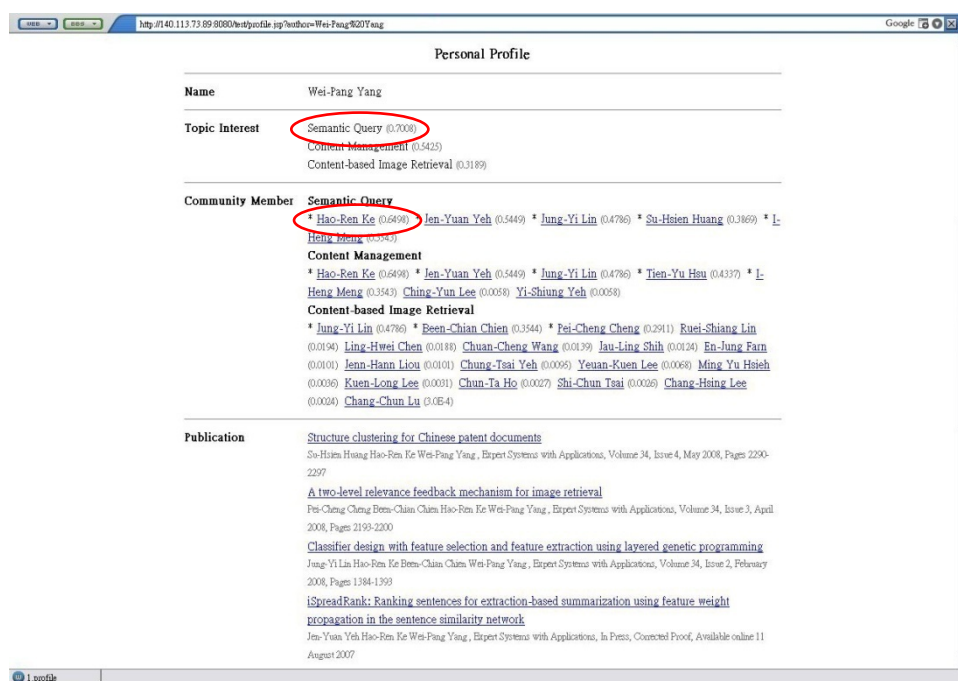 WEB
BBS
http://140.113.73.89:8080/test/profile.jsp?author=Wei-Pang%20Yang
Google
Personal Profile
Name Wei-Pang Yang
Topic Interest Semantic Query (0.7008)
Content Management (0.5425)
Content-based Image Retrieval (0.3189)
Community Member Semantic Query
* Hao-Ren Ke (0.6498) * Jen-Yuan Yeh (0.5449) * Jung-Yi Lin (0.4786) * Su-Hsien Huang (0.3869) * I-
Heng Meng (0.3543)
Content Management
* Hao-Ren Ke (0.6498) * Jen-Yuan Yeh (0.5449) * Jung-Yi Lin (0.4786) * Tien-Yu Hsu (0.4337) * I-
Heng Meng (0.3543) Ching-Yun Lee (0.0058) Yi-Shiung Yeh (0.0058)
Content-based Image Retrieval
* Jung-Yi Lin (0.4786) * Been-Chian Chien (0.3544) * Pei-Cheng Cheng (0.2911) Ruei-Shiang Lin
(0.0194) Ling-Hwei Chen (0.0188) Chuan-Cheng Wang (0.0139) Jau-Ling Shih (0.0124) En-Jung Farn
(0.0101) Jenn-Hann Liou (0.0101) Chung-Tsai Yeh (0.0095) Yeuan-Kuen Lee (0.0068) Ming Yu Hsieh
(0.0036) Kuen-Long Lee (0.0031) Chun-Ta Ho (0.0027) Shi-Chun Tsai (0.0026) Chang-Hsing Lee
(0.0024) Chang-Chun Lu (3.0E-4)
Publication Structure clustering for Chinese patent documents
Su-Hsien Huang Hao-Ren Ke Wei-Pang Yang , Expert Systems with Applications, Volume 34, Issue 4, May 2008, Pages 2290-
2297
A two-level relevance feedback mechanism for image retrieval
Pei-Cheng Cheng Been-Chian Chien Hao-Ren Ke Wei-Pang Yang , Expert Systems with Applications, Volume 34, Issue 3, April
2008, Pages 2193-2200
Classifier design with feature selection and feature extraction using layered genetic programming
Jung-Yi Lin Hao-Ren Ke Been-Chian Chien Wei-Pang Yang , Expert Systems with Applications, Volume 34, Issue 2, February
2008, Pages 1384-1393
iSpreadRank: Ranking sentences for extraction-based summarization using feature weight
propagation in the sentence similarity network
Jen-Yuan Yeh Hao-Ren Ke Wei-Pang Yang , Expert Systems with Applications, In Press, Corrected Proof, Available online 11
August 2007
1.profile